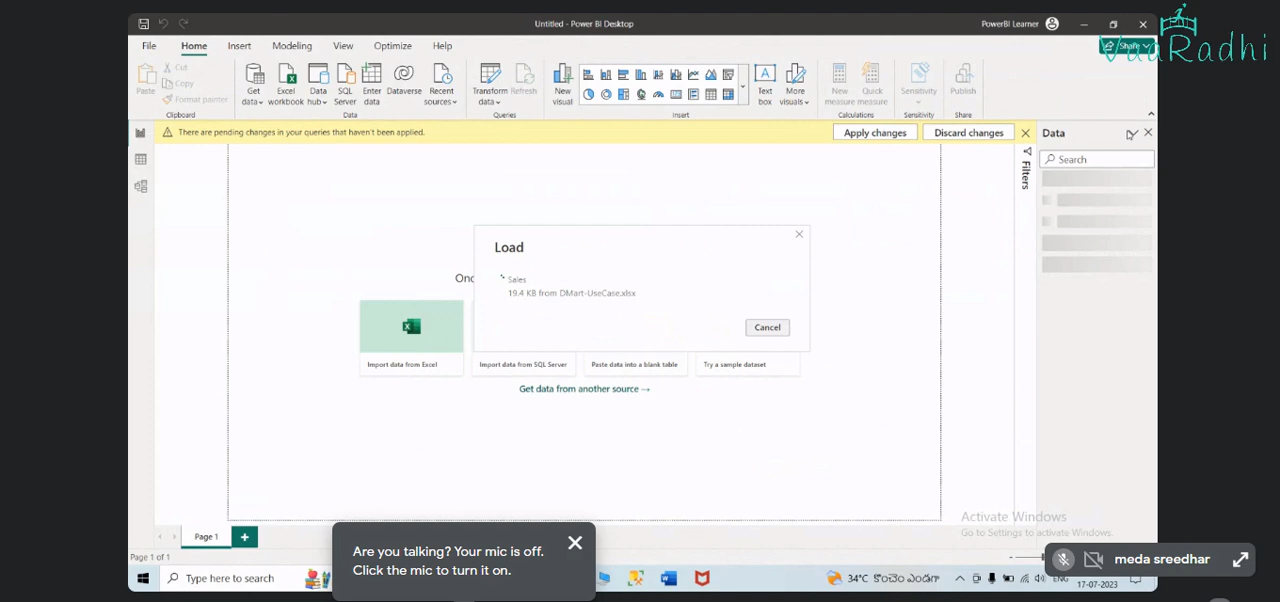 Untitled - Power BI Desktop
PowerBI Learner
VaaRadhi
File Home Insert Modeling View Optimize Help
Share
Paste
Cut
Copy
Format painter
Clipboard
Get data
Excel workbook
Data hub
SQL Server
Enter data
Dataverse
Recent sources
Data
Transform data
Refresh
Queries
New visual
Text box
More visuals
Insert
New measure
Quick measure
Calculations
Sensitivity
Sensitivity
Publish
Share
There are pending changes in your queries that haven't been applied.
Apply changes
Discard changes
Data
Search
Filters
Load
Sales
19.4 KB from DMart-UseCase.xlsx
Cancel
Onc
Import data from Excel
Import data from SQL Server
Paste data into a blank table
Try a sample dataset
Get data from another source →
Activate Windows
Go to Settings to activate Windows.
Page 1
Page 1 of 1
Are you talking? Your mic is off.
Click the mic to turn it on.
meda sreedhar
Type here to search
34°C కొంచెం ఎండగా
ENG
17-07-2023